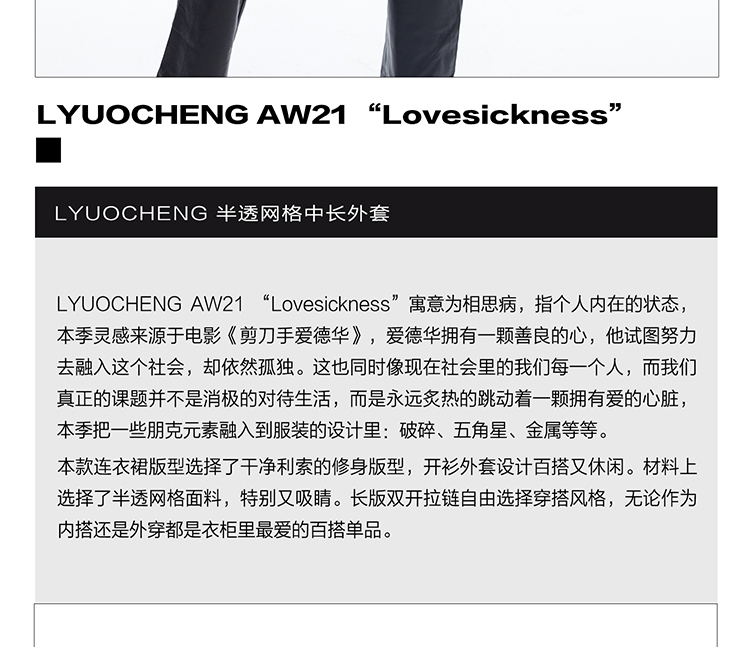 LYUOCHENG AW21 “Lovesickness”
LYUOCHENG 半透网格中长外套
LYUOCHENG AW21 “Lovesickness”寓意为相思病，指个人内在的状态，
本季灵感来源于电影《剪刀手爱德华》，爱德华拥有一颗善良的心，他试图努力
去融入这个社会，却依然孤独。这也同时像现在社会里的我们每一个人，而我们
真正的课题并不是消极的对待生活，而是永远炙热的跳动着一颗拥有爱的心脏，
本季把一些朋克元素融入到服装的设计里：破碎、五角星、金属等等。
本款连衣裙版型选择了干净利索的修身版型，开衫外套设计百搭又休闲。材料上
选择了半透网格面料，特别又吸睛。长版双开拉链自由选择穿搭风格，无论作为
内搭还是外穿都是衣柜里最爱的百搭单品。